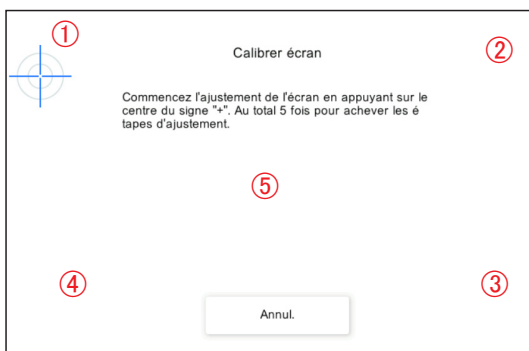 ①
Calibrer écran
②
Commencez l'ajustement de l'écran en appuyant sur le
centre du signe "+". Au total 5 fois pour achever les é
tapes d'ajustement.
⑤
④
③
Annul.